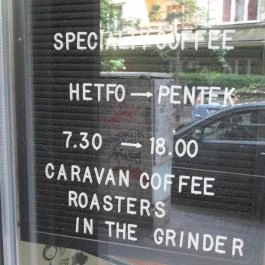 SPECIALTY COFFEE
HETFO → PENTEK
7.30 → 18.00
CARAVAN COFFEE
ROASTERS
IN THE GRINDER